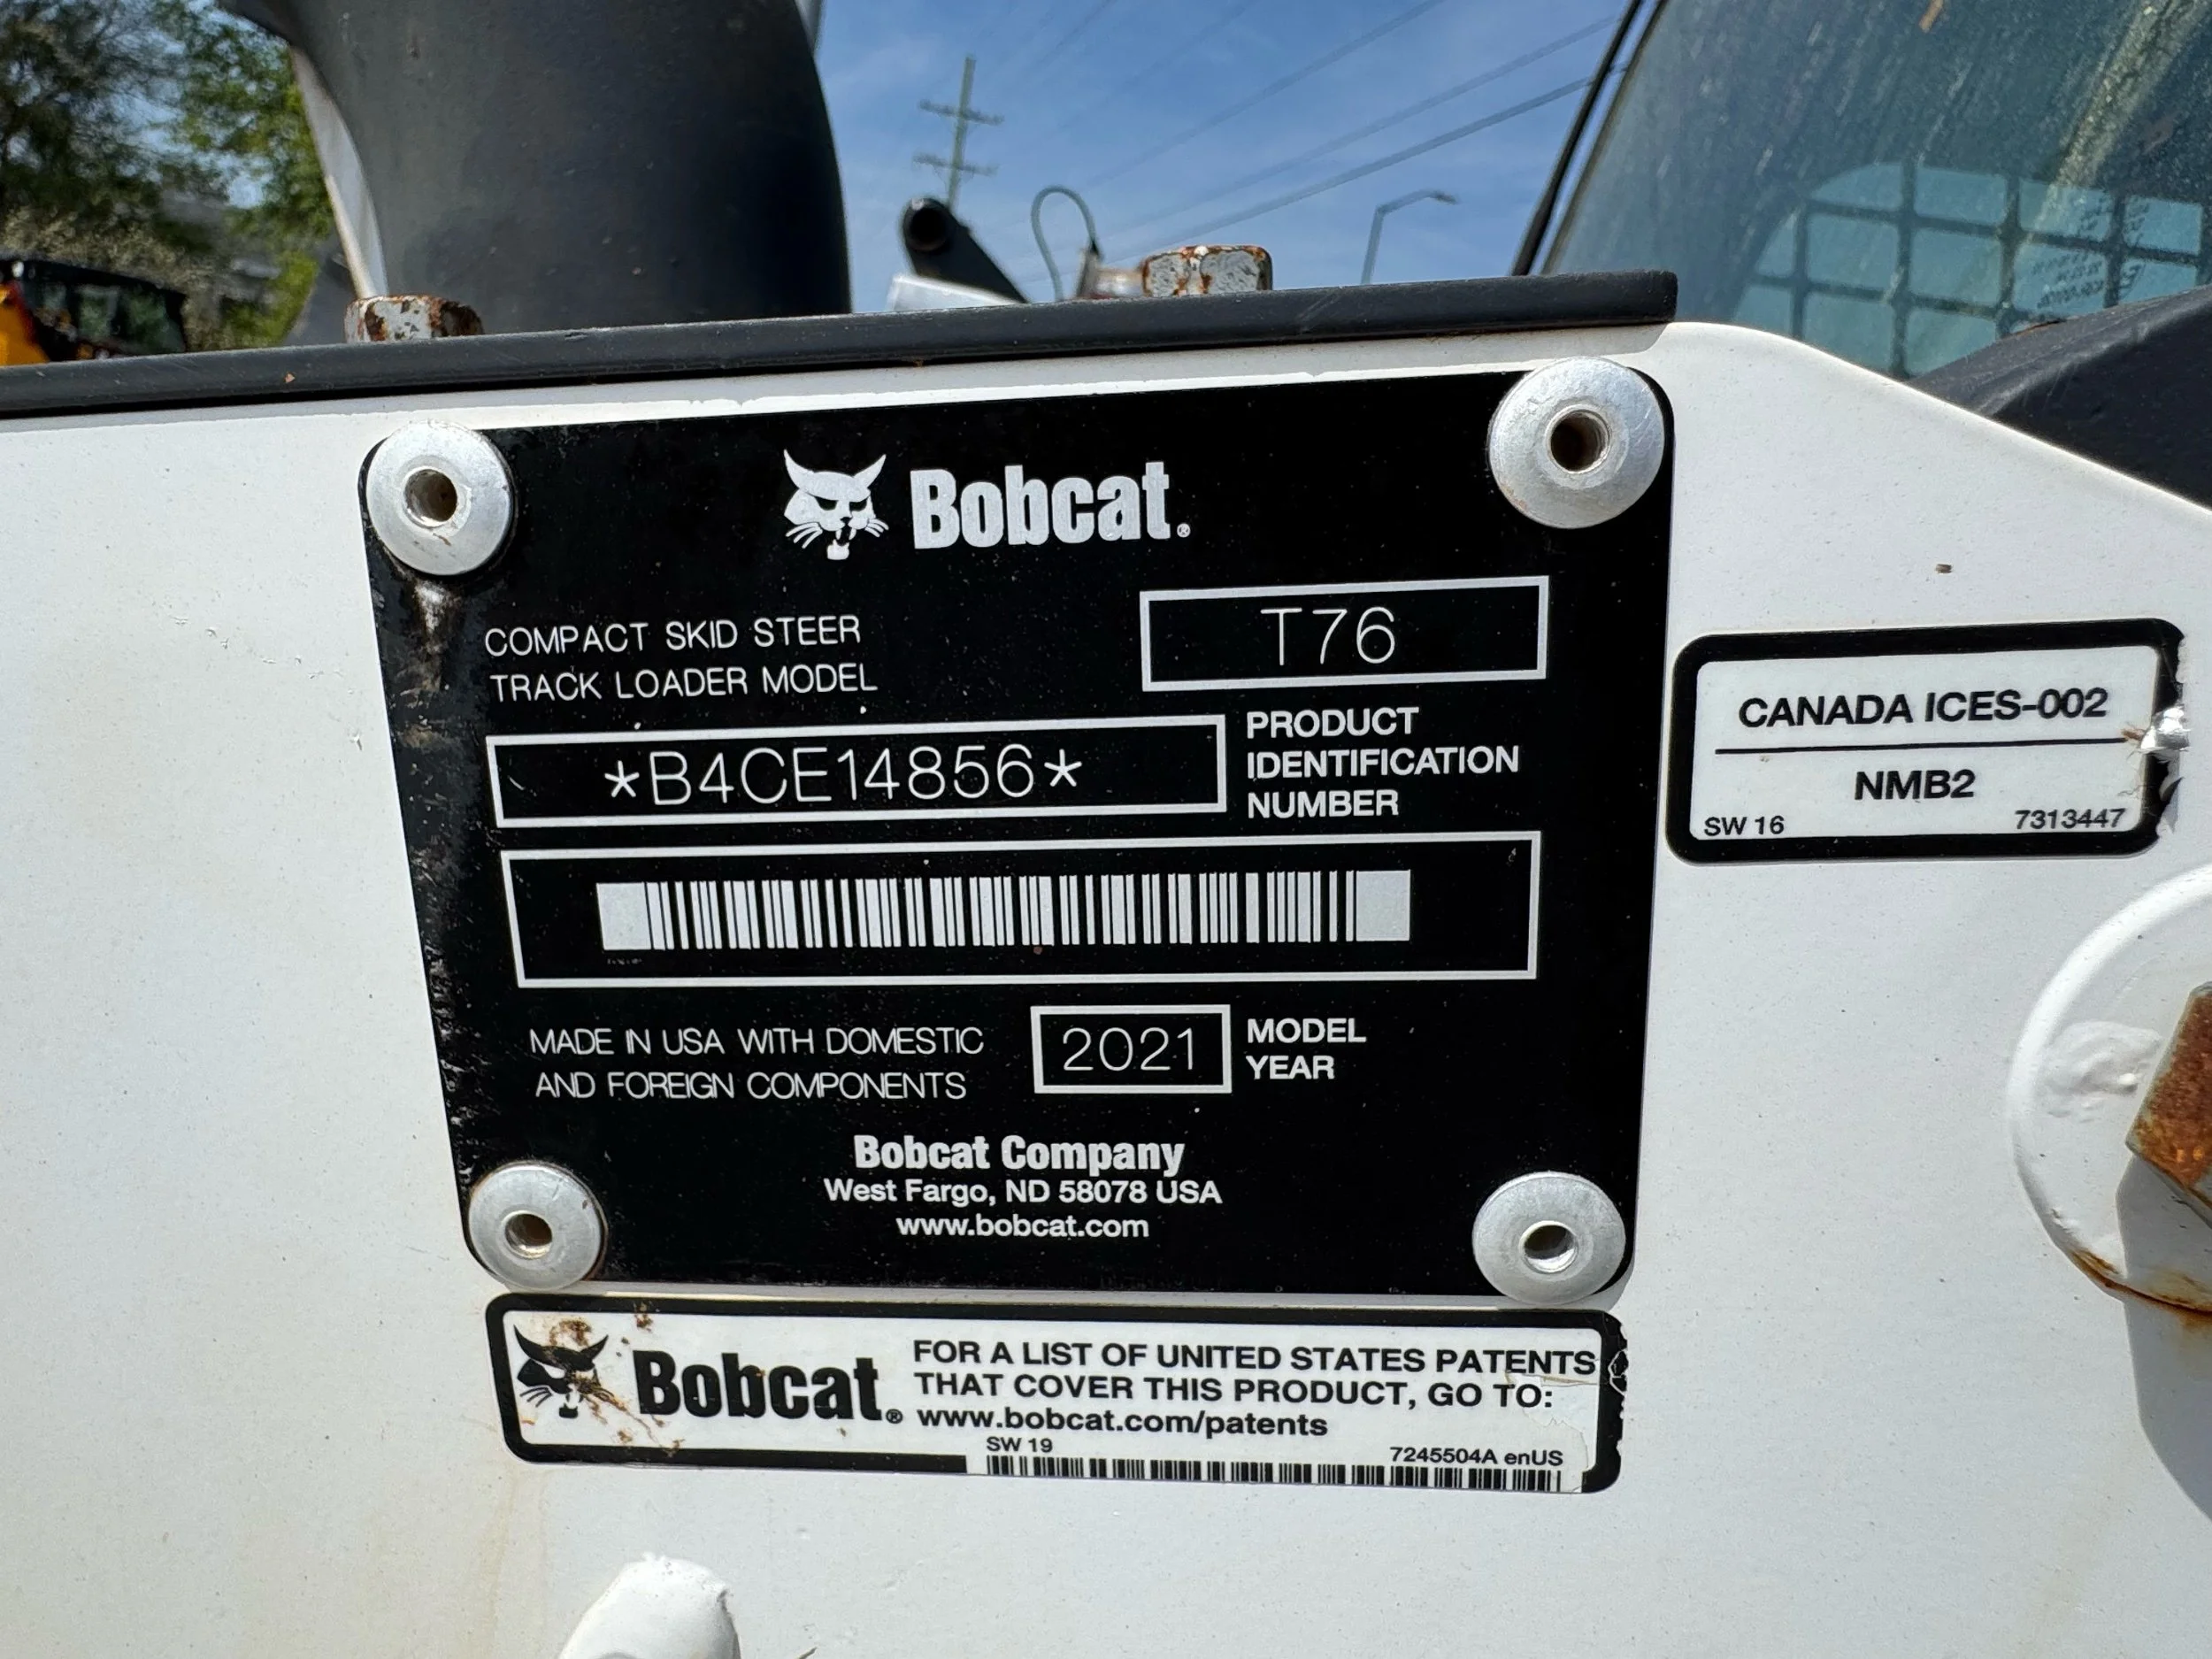 Bobcat®
COMPACT SKID STEER
TRACK LOADER MODEL
T76
*B4CE14856*
PRODUCT
IDENTIFICATION
NUMBER
MADE IN USA WITH DOMESTIC
AND FOREIGN COMPONENTS
2021
MODEL
YEAR
Bobcat Company
West Fargo, ND 58078 USA
www.bobcat.com
CANADA ICES-002
NMB2
SW 16
7313447
Bobcat®
FOR A LIST OF UNITED STATES PATENTS
THAT COVER THIS PRODUCT, GO TO:
www.bobcat.com/patents
SW 19
7245504A enUS